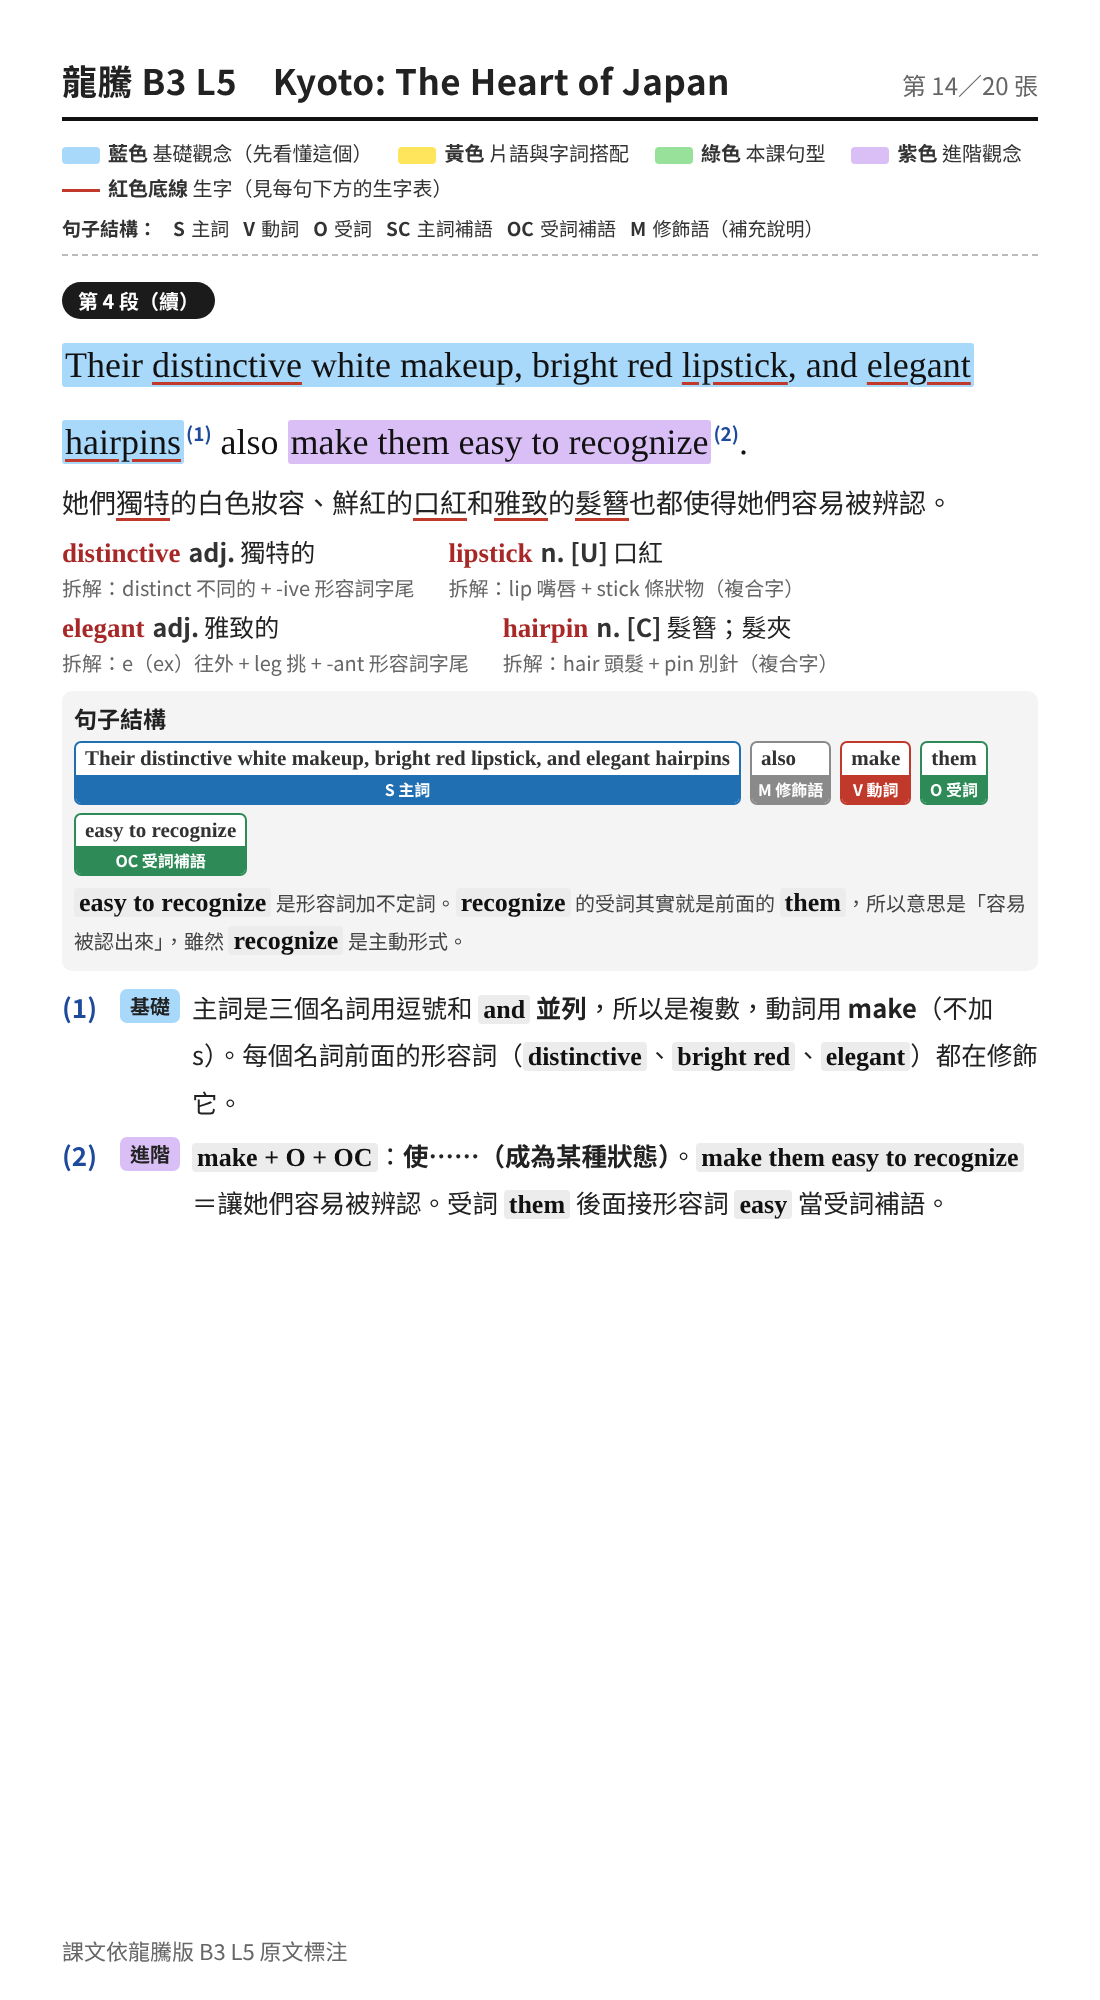 龍騰 B3 L5　Kyoto: The Heart of Japan　第 14／20 張
藍色 基礎觀念（先看懂這個）　黃色 片語與字詞搭配　綠色 本課句型　紫色 進階觀念
紅色底線 生字（見每句下方的生字表）
句子結構： S 主詞 V 動詞 O 受詞 SC 主詞補語 OC 受詞補語 M 修飾語（補充說明）
第 4 段（續）
Their distinctive white makeup, bright red lipstick, and elegant
hairpins(1) also make them easy to recognize(2).
她們獨特的白色妝容、鮮紅的口紅和雅致的髮簪也都使得她們容易被辨認。
distinctive adj. 獨特的　lipstick n. [U] 口紅
拆解：distinct 不同的 + -ive 形容詞字尾　拆解：lip 嘴唇 + stick 條狀物（複合字）
elegant adj. 雅致的　hairpin n. [C] 髮簪；髮夾
拆解：e（ex）往外 + leg 挑 + -ant 形容詞字尾　拆解：hair 頭髮 + pin 別針（複合字）
句子結構
Their distinctive white makeup, bright red lipstick, and elegant hairpins　also　make　them
S 主詞　M 修飾語　V 動詞　O 受詞
easy to recognize
OC 受詞補語
easy to recognize 是形容詞加不定詞。recognize 的受詞其實就是前面的 them，所以意思是「容易
被認出來」，雖然 recognize 是主動形式。
(1) 基礎 主詞是三個名詞用逗號和 and 並列，所以是複數，動詞用 make（不加
s）。每個名詞前面的形容詞（distinctive、bright red、elegant）都在修飾
它。
(2) 進階 make + O + OC：使⋯⋯（成為某種狀態）。make them easy to recognize
＝讓她們容易被辨認。受詞 them 後面接形容詞 easy 當受詞補語。
課文依龍騰版 B3 L5 原文標注